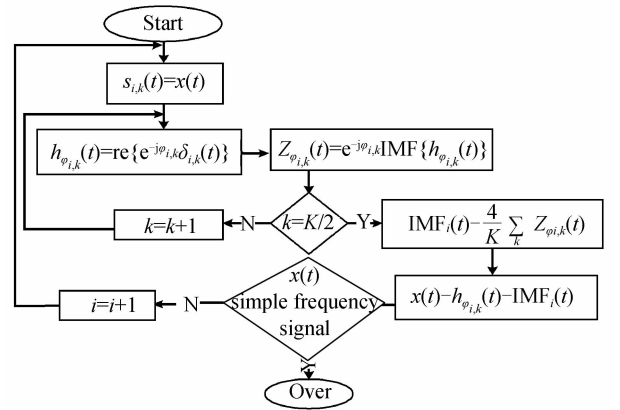 Start
s_{i,k}(t)=x(t)
h_{φ_{i,k}}(t)=re{e^{-jφ_{i,k}}δ_{i,k}(t)}
Z_{φ_{i,k}}(t)=e^{-jφ_{i,k}}IMF{h_{φ_{i,k}}(t)}
k=k+1
N
k=K/2
Y
IMF_i(t)−4/K ∑_k Z_{φi,k}(t)
i=i+1
N
x(t)
simple frequency
signal
x(t)−h_{φ_{i,k}}(t)−IMF_i(t)
Y
Over